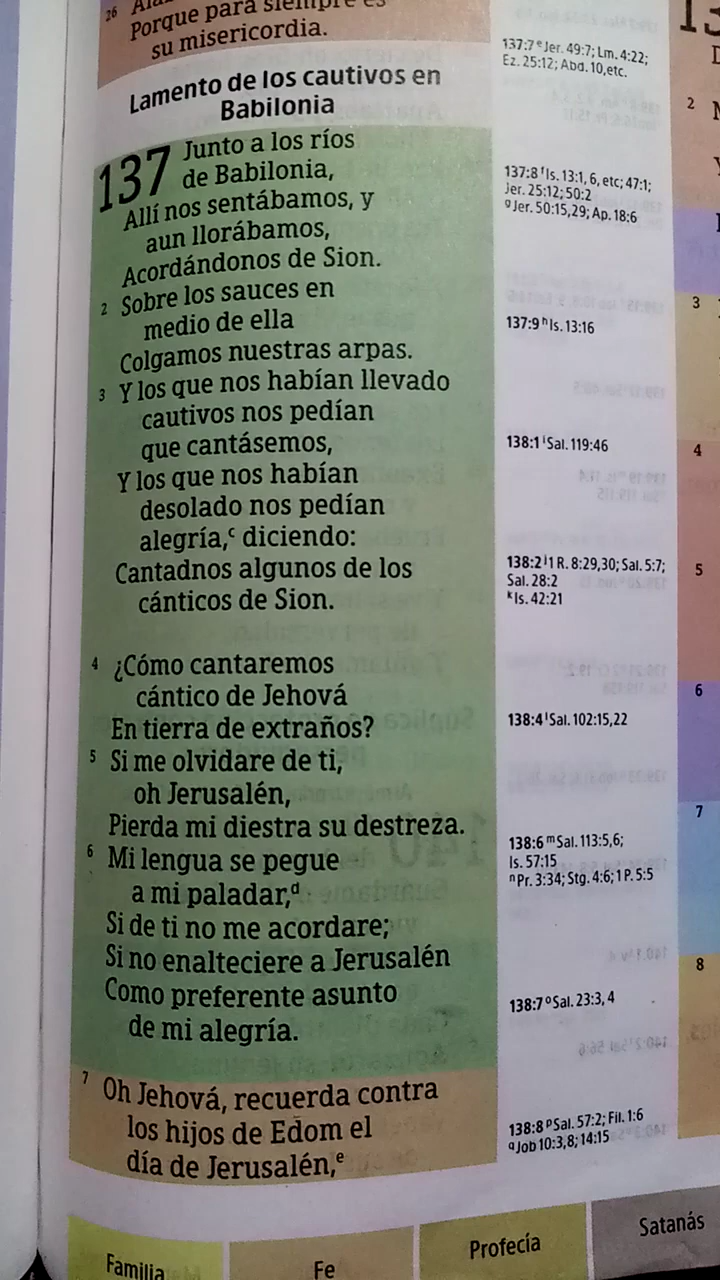 26
Porque para siempre es
su misericordia.
Lamento de los cautivos en
Babilonia
137 Junto a los ríos
de Babilonia,
Allí nos sentábamos, y
aun llorábamos,
Acordándonos de Sion.
2 Sobre los sauces en
medio de ella
Colgamos nuestras arpas.
3 Y los que nos habían llevado
cautivos nos pedían
que cantásemos,
Y los que nos habían
desolado nos pedían
alegría,c diciendo:
Cantadnos algunos de los
cánticos de Sion.
4 ¿Cómo cantaremos
cántico de Jehová
En tierra de extraños?
5 Si me olvidare de ti,
oh Jerusalén,
Pierda mi diestra su destreza.
6 Mi lengua se pegue
a mi paladar,d
Si de ti no me acordare;
Si no enalteciere a Jerusalén
Como preferente asunto
de mi alegría.
7 Oh Jehová, recuerda contra
los hijos de Edom el
día de Jerusalén,e
137:7 e Jer. 49:7; Lm. 4:22;
Ez. 25:12; Abd. 10,etc.
137:8 f Is. 13:1, 6, etc; 47:1;
Jer. 25:12; 50:2
g Jer. 50:15,29; Ap. 18:6
137:9 h Is. 13:16
138:1 i Sal. 119:46
138:2 j 1 R. 8:29,30; Sal. 5:7;
Sal. 28:2
k Is. 42:21
138:4 l Sal. 102:15,22
138:6 m Sal. 113:5,6;
Is. 57:15
n Pr. 3:34; Stg. 4:6; 1 P. 5:5
138:7 o Sal. 23:3, 4
138:8 p Sal. 57:2; Fil. 1:6
q Job 10:3,8; 14:15
2
3
4
5
6
7
8
Familia
Fe
Profecía
Satanás